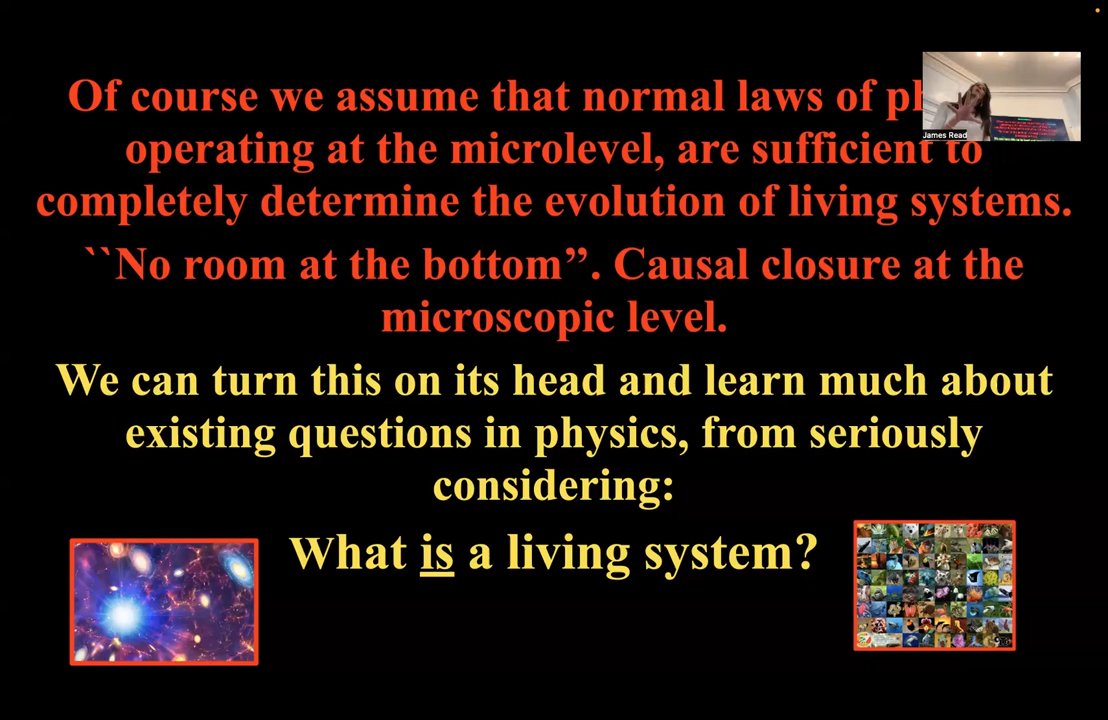 Of course we assume that normal laws of ph
operating at the microlevel, are sufficient to
completely determine the evolution of living systems.
``No room at the bottom”. Causal closure at the
microscopic level.
We can turn this on its head and learn much about
existing questions in physics, from seriously
considering:
What is a living system?
James Read